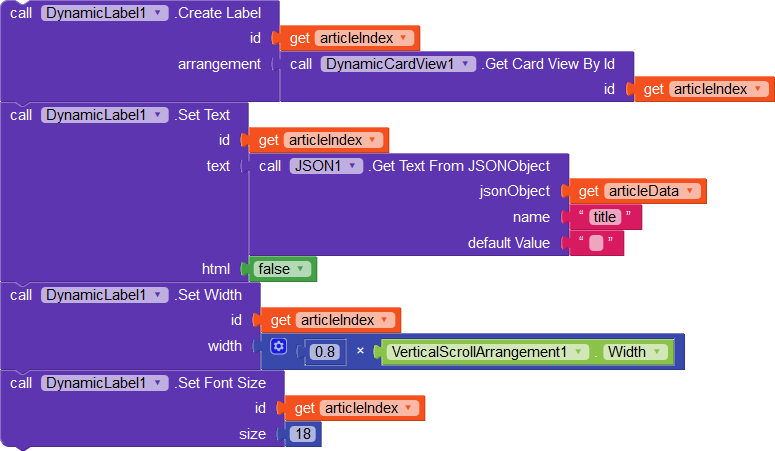 call DynamicLabel1 .Create Label
id get articleIndex
arrangement call DynamicCardView1 .Get Card View By Id
id get articleIndex
call DynamicLabel1 .Set Text
id get articleIndex
text call JSON1 .Get Text From JSONObject
jsonObject get articleData
name “ title ”
default Value “ ”
html false
call DynamicLabel1 .Set Width
id get articleIndex
width 0.8 × VerticalScrollArrangement1 . Width
call DynamicLabel1 .Set Font Size
id get articleIndex
size 18